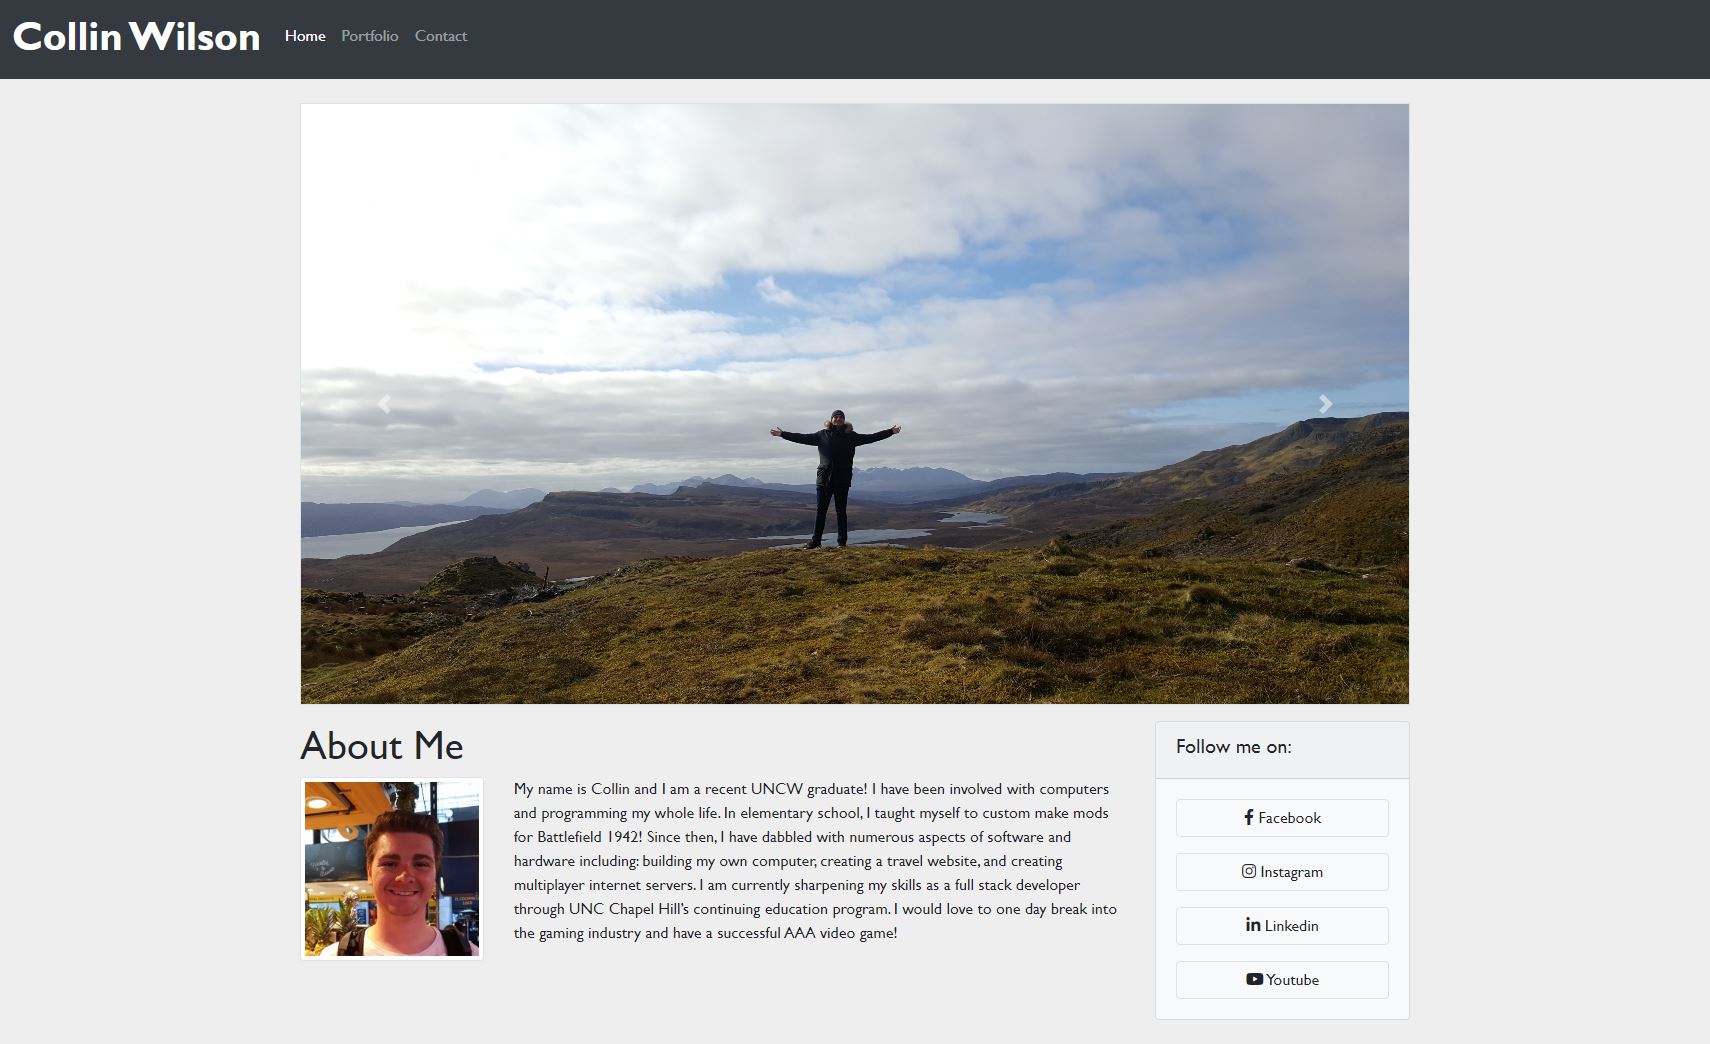 Collin Wilson
Home Portfolio Contact
About Me
My name is Collin and I am a recent UNCW graduate! I have been involved with computers
and programming my whole life. In elementary school, I taught myself to custom make mods
for Battlefield 1942! Since then, I have dabbled with numerous aspects of software and
hardware including: building my own computer, creating a travel website, and creating
multiplayer internet servers. I am currently sharpening my skills as a full stack developer
through UNC Chapel Hill's continuing education program. I would love to one day break into
the gaming industry and have a successful AAA video game!
Follow me on:
Facebook
Instagram
Linkedin
Youtube